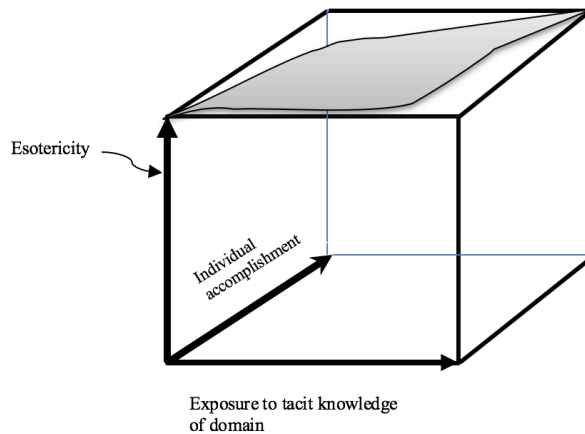 Esotericity
Individual
accomplishment
Exposure to tacit knowledge
of domain